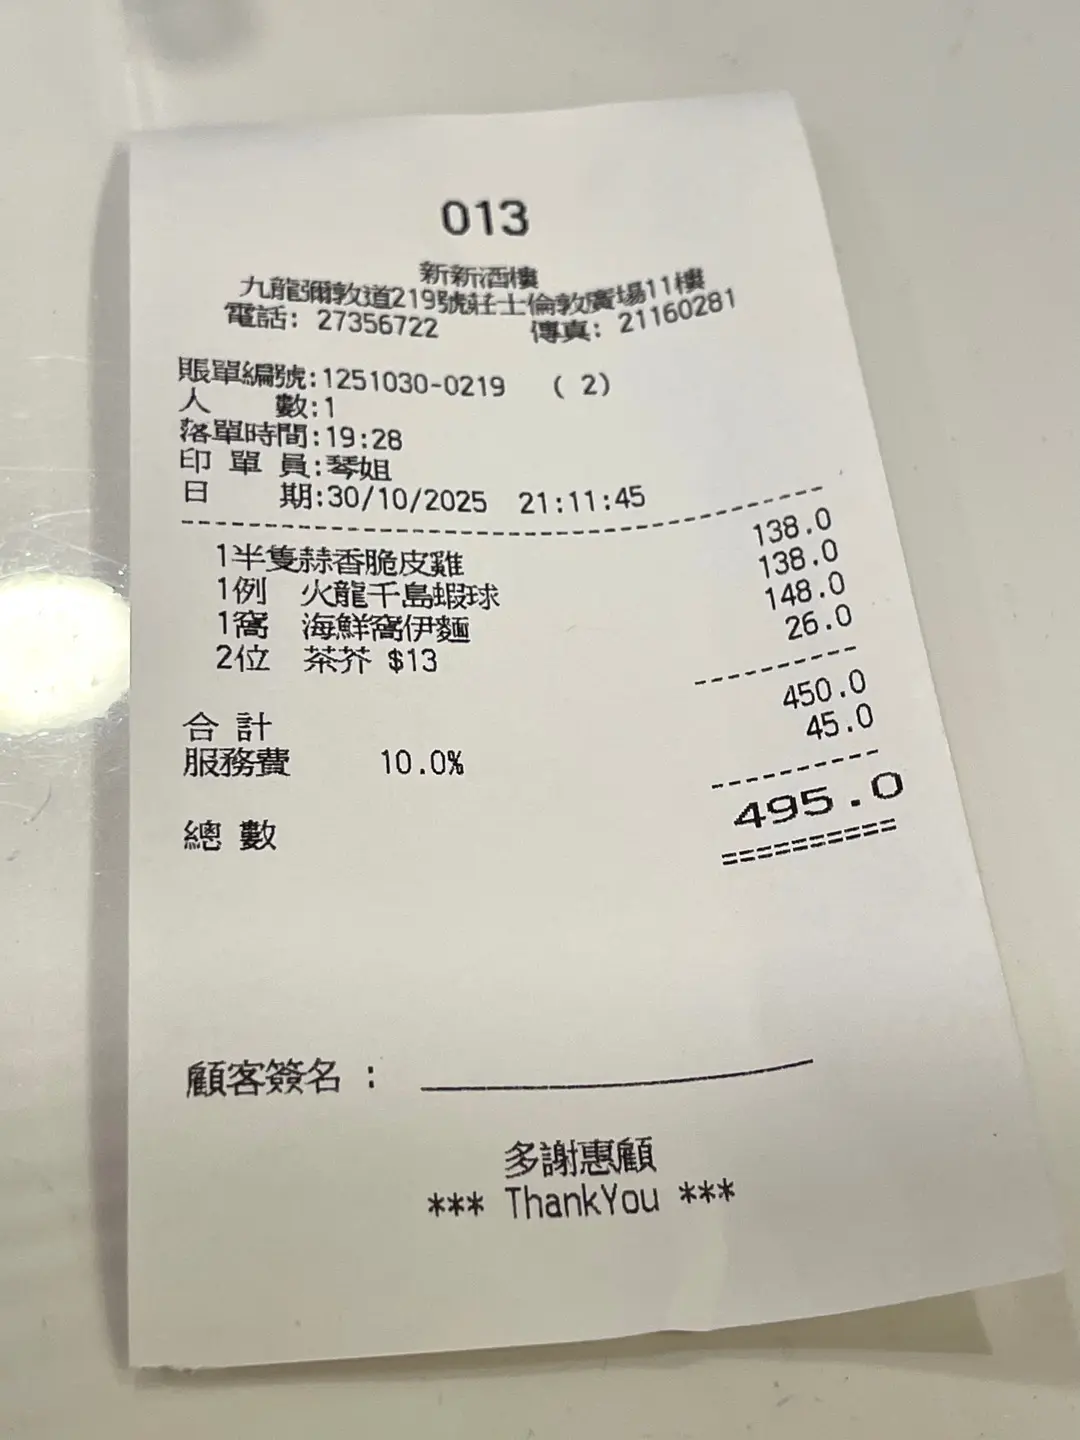 013
新新酒樓
九龍彌敦道219號莊士倫敦廣場11樓
電話: 27356722 傳真: 21160281
賬單編號:1251030-0219 ( 2)
人 數:1
落單時間:19:28
印 單 員:琴姐
日 期:30/10/2025 21:11:45
1半隻蒜香脆皮雞 138.0
1例 火龍千島蝦球 138.0
1窩 海鮮窩伊麵 148.0
2位 茶芥 $13 26.0
合 計 450.0
服務費 10.0% 45.0
總 數 495.0
顧客簽名 :
多謝惠顧
*** ThankYou ***